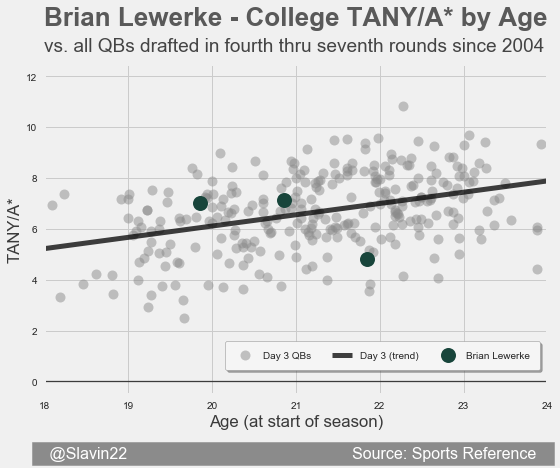 Brian Lewerke - College TANY/A* by Age
vs. all QBs drafted in fourth thru seventh rounds since 2004
12
10
8
6
4
2
0
TANY/A*
Day 3 QBs Day 3 (trend) Brian Lewerke
18 19 20 21 22 23 24
Age (at start of season)
@Slavin22 Source: Sports Reference